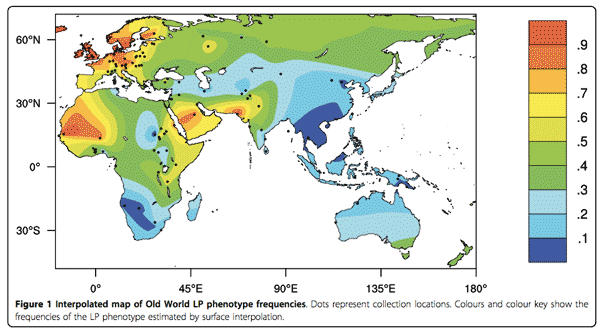 60°N
30°N
0°
30°S
0°
45°E
90°E
135°E
180°
.9
.8
.7
.6
.5
.4
.3
.2
.1
Figure 1 Interpolated map of Old World LP phenotype frequencies. Dots represent collection locations. Colours and colour key show the
frequencies of the LP phenotype estimated by surface interpolation.